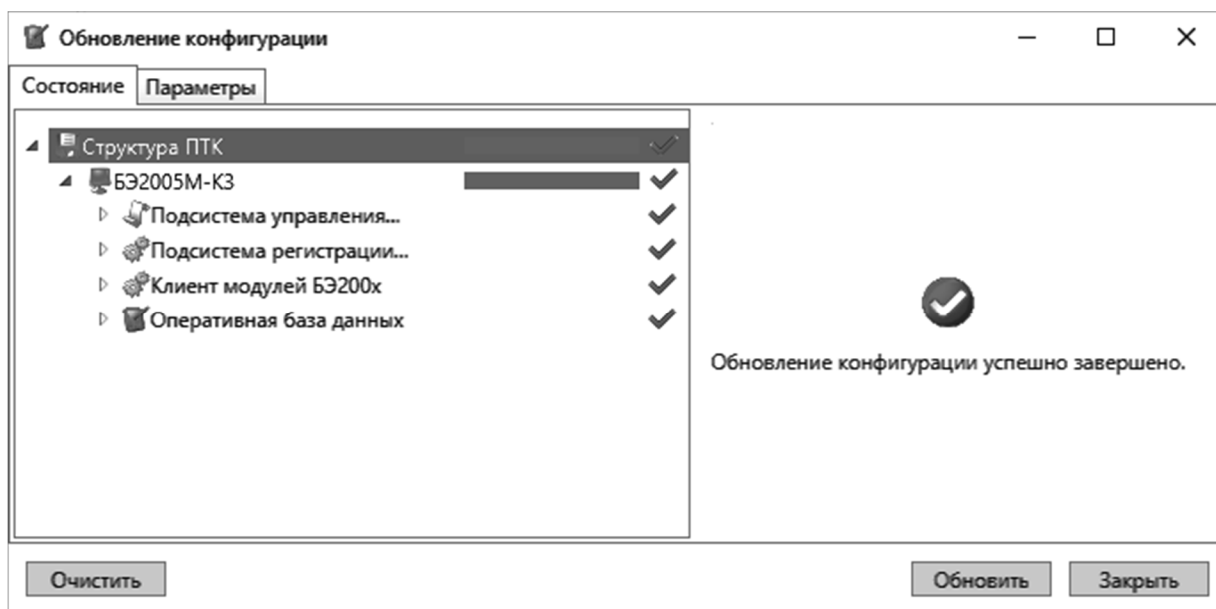 Обновление конфигурации
Состояние Параметры
Структура ПТК
БЭ2005М-К3
Подсистема управления...
Подсистема регистрации...
Клиент модулей БЭ200х
Оперативная база данных
Обновление конфигурации успешно завершено.
Очистить Обновить Закрыть